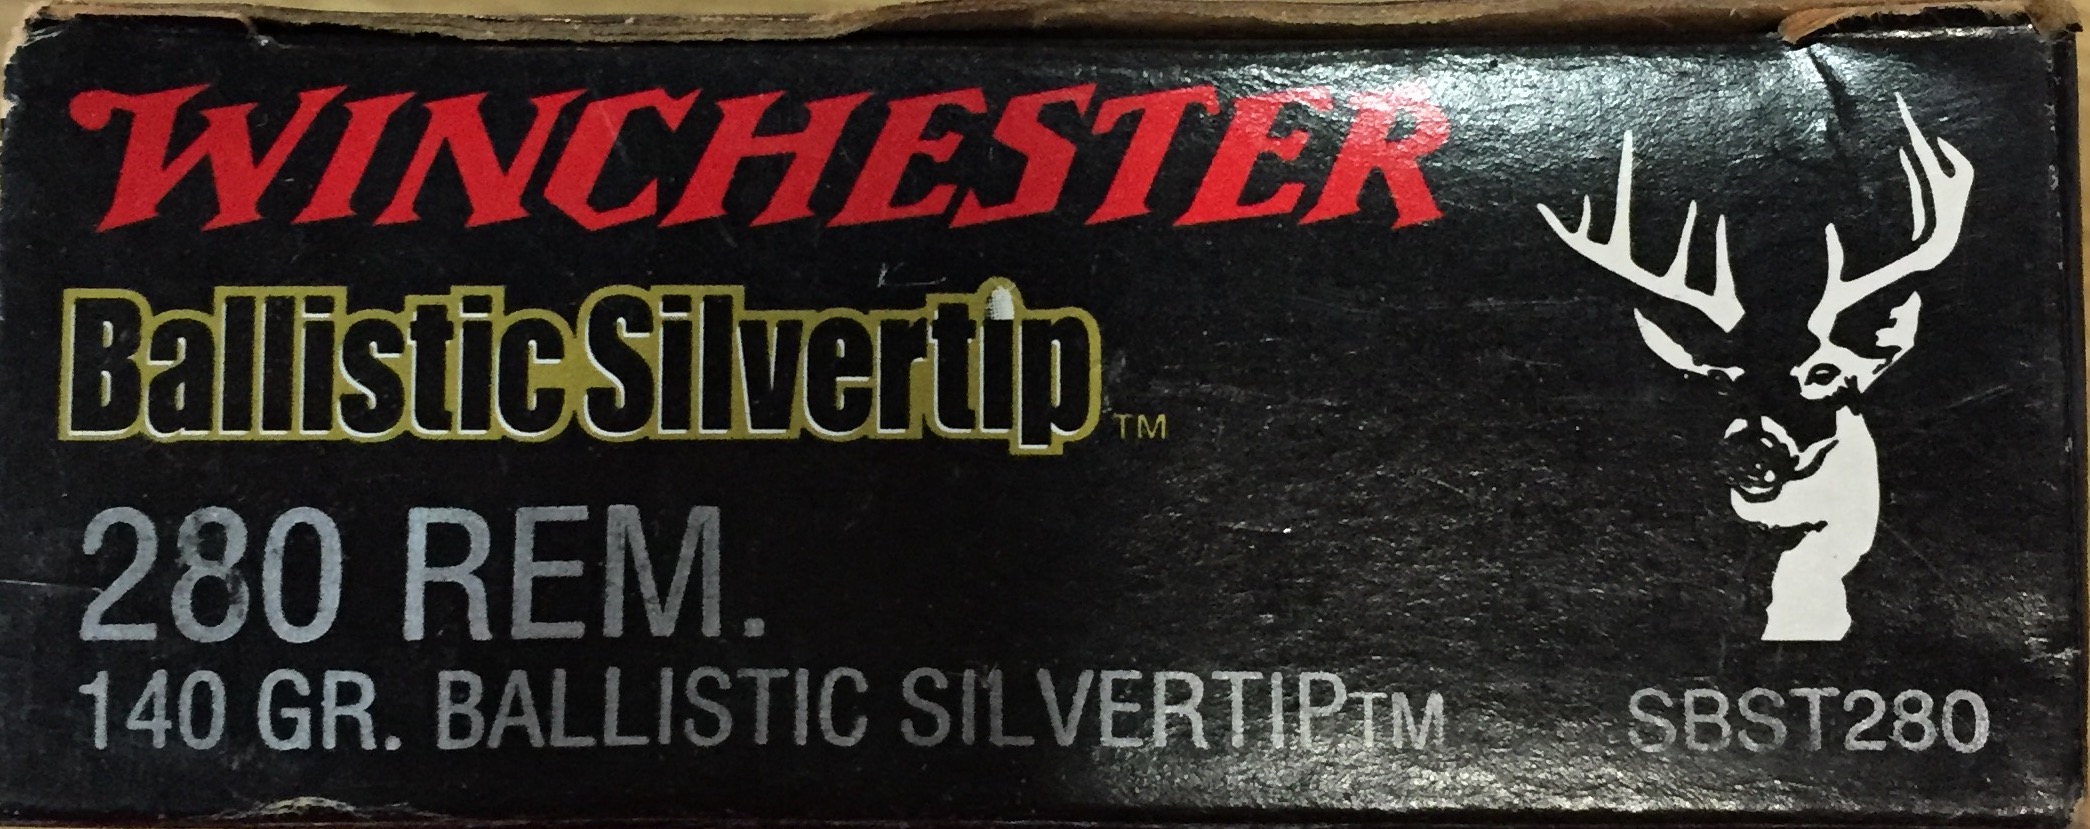 WINCHESTER
Ballistic Silvertip™
280 REM.
140 GR. BALLISTIC SILVERTIP™
SBST280